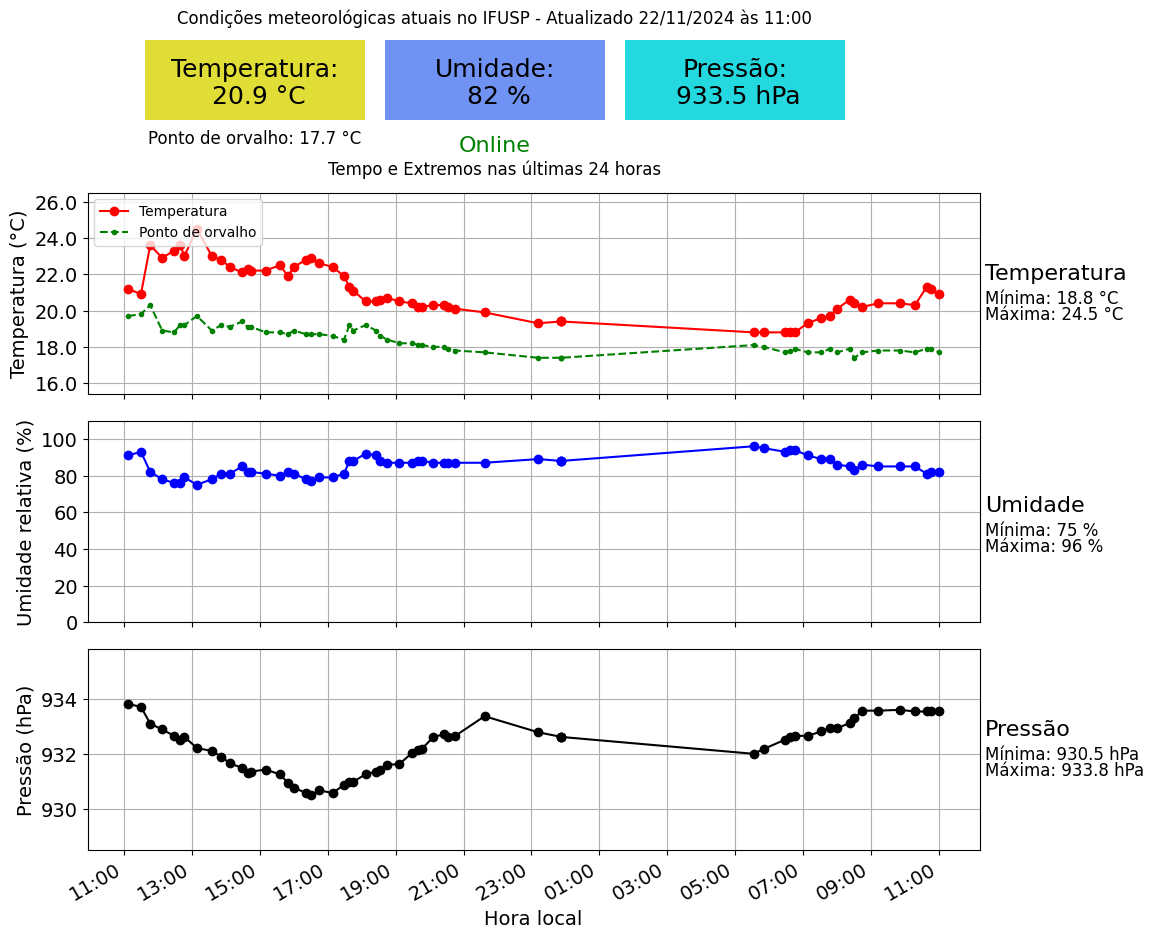 Condições meteorológicas atuais no IFUSP - Atualizado 22/11/2024 às 11:00
Temperatura:
20.9 °C
Umidade:
82 %
Pressão:
933.5 hPa
Ponto de orvalho: 17.7 °C
Online
Tempo e Extremos nas últimas 24 horas
Temperatura (°C)
26.0
24.0
22.0
20.0
18.0
16.0
Temperatura
Ponto de orvalho
Temperatura
Mínima: 18.8 °C
Máxima: 24.5 °C
Umidade relativa (%)
100
80
60
40
20
0
Umidade
Mínima: 75 %
Máxima: 96 %
Pressão (hPa)
934
932
930
Pressão
Mínima: 930.5 hPa
Máxima: 933.8 hPa
11:00 13:00 15:00 17:00 19:00 21:00 23:00 01:00 03:00 05:00 07:00 09:00 11:00
Hora local